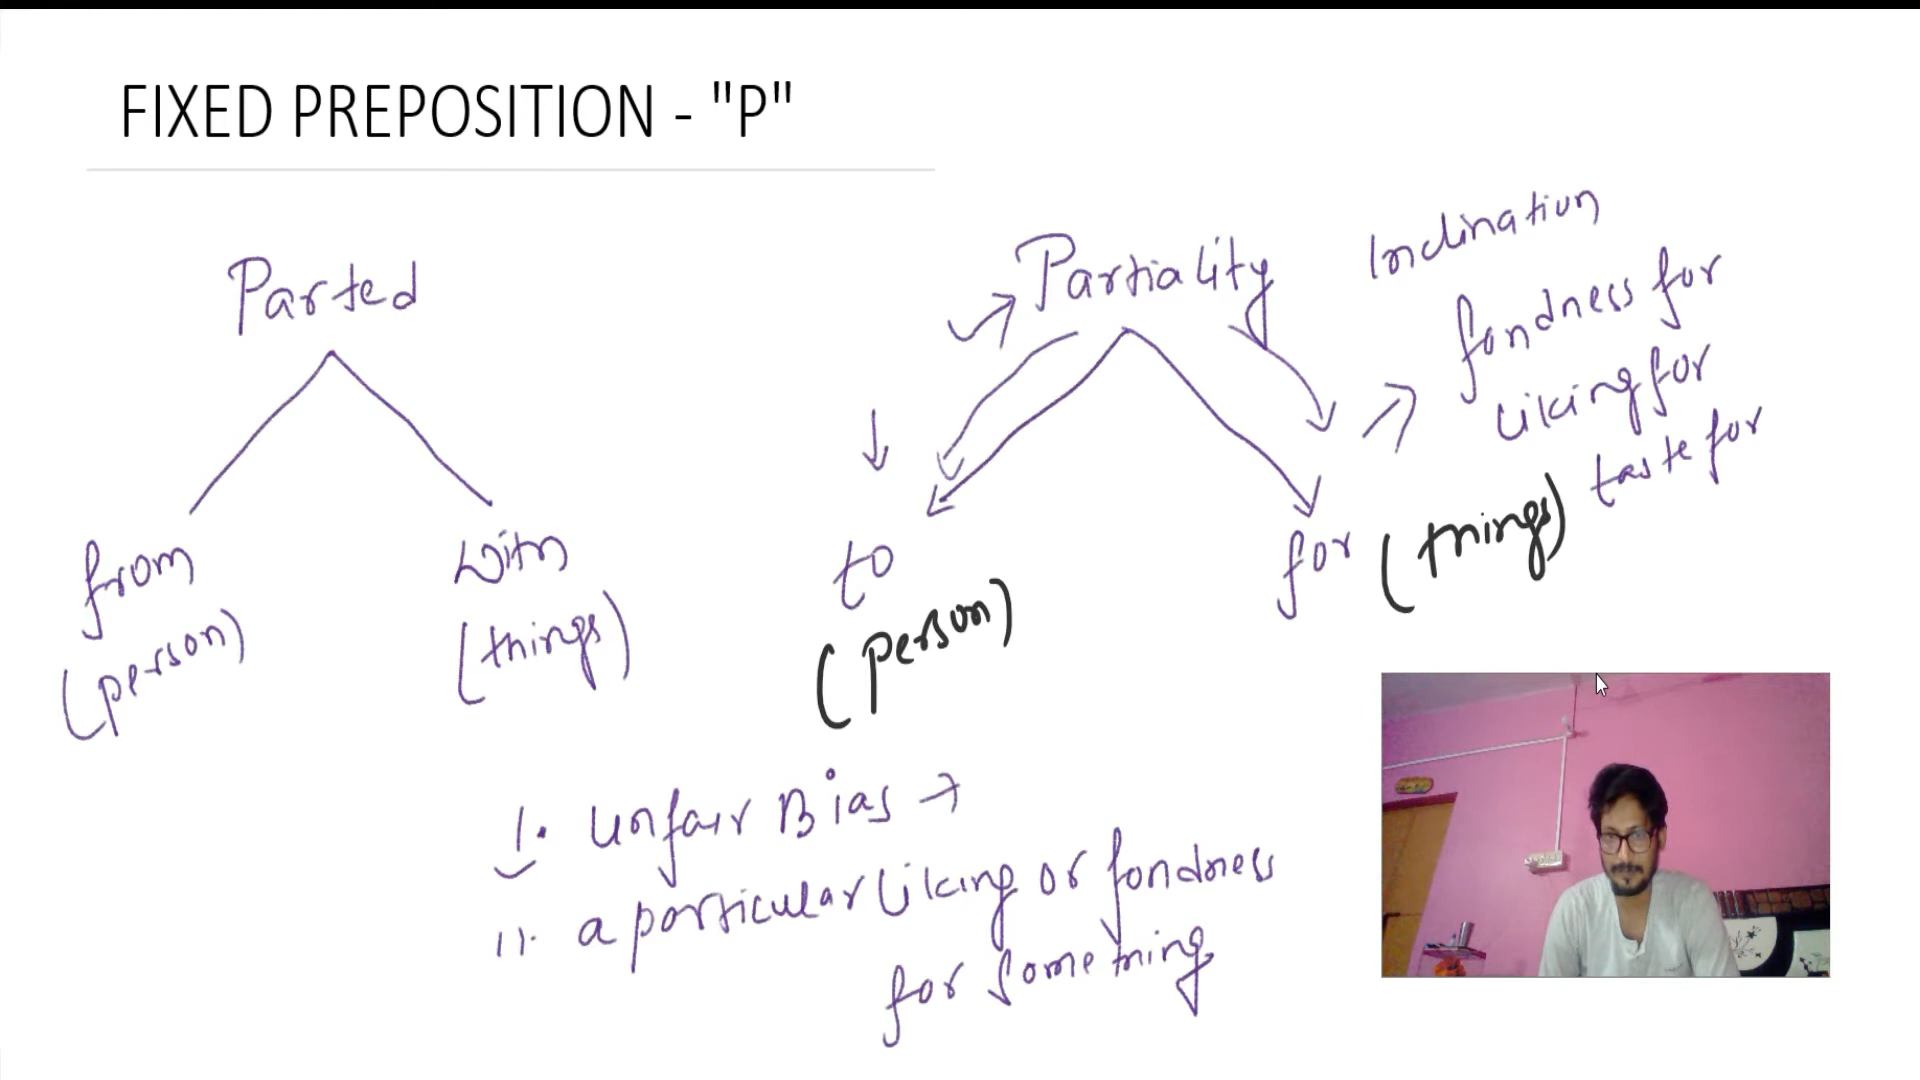 FIXED PREPOSITION - "P"
Parted
from
(person)
with
(things)
Partiality
to
(person)
for (things)
Inclination
fondness for
liking for
taste for
1. unfair Bias →
11. a particular liking or fondness
for something